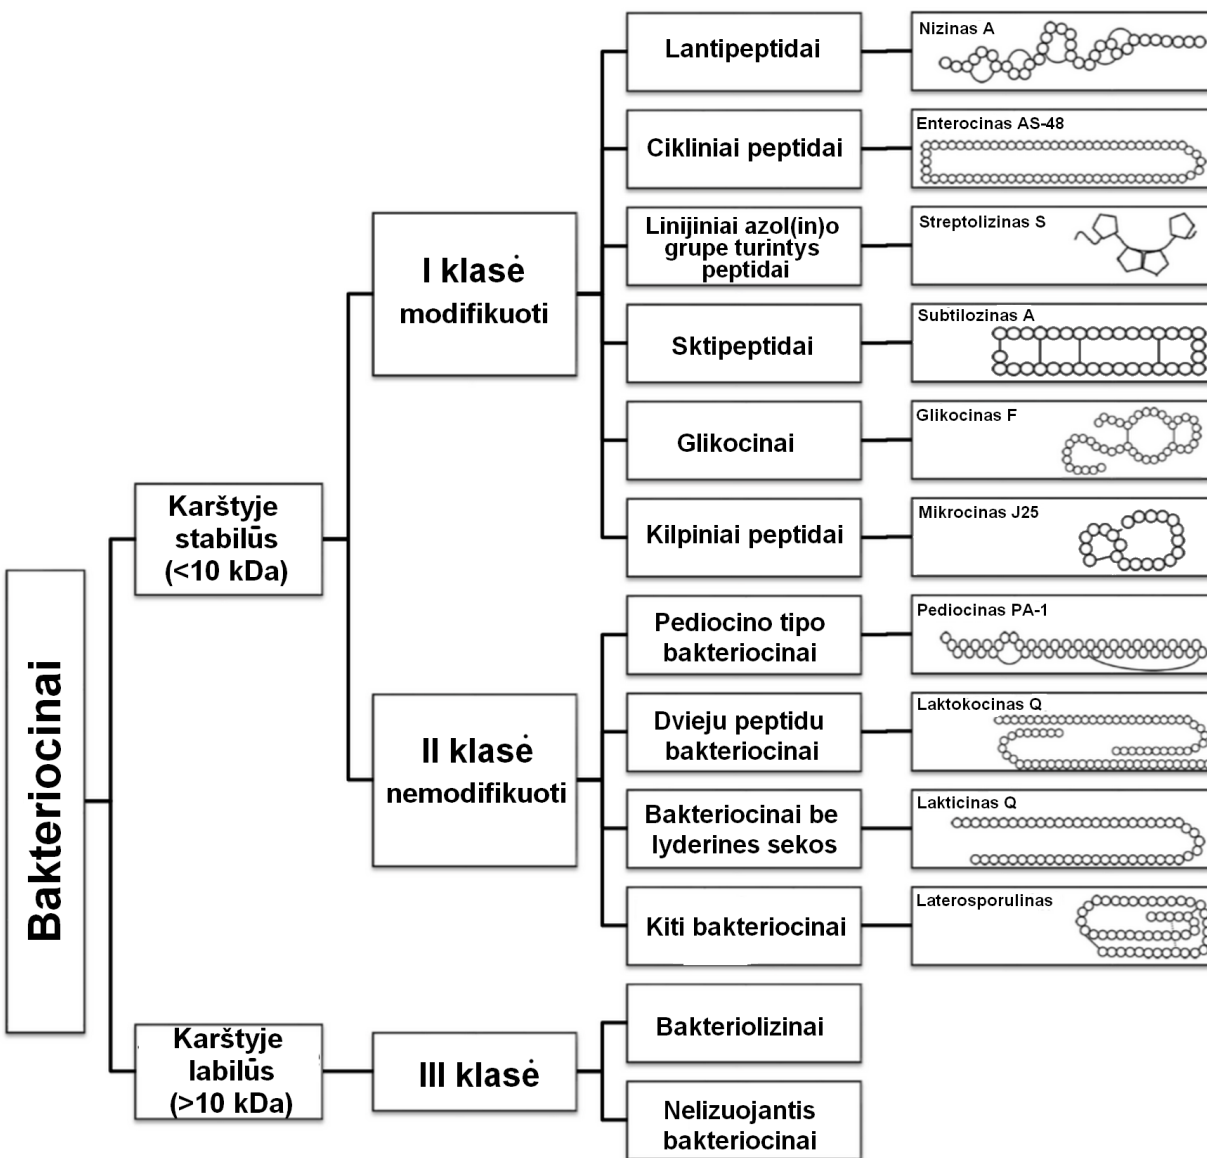 Bakteriocinai
Karštyje
stabilūs
(<10 kDa)
I klasė
modifikuoti
Lantipeptidai
Nizinas A
Cikliniai peptidai
Enterocinas AS-48
Linijiniai azol(in)o
grupe turintys
peptidai
Streptolizinas S
Sktipeptidai
Subtilozinas A
Glikocinai
Glikocinas F
Kilpiniai peptidai
Mikrocinas J25
II klasė
nemodifikuoti
Pediocino tipo
bakteriocinai
Pediocinas PA-1
Dvieju peptidu
bakteriocinai
Laktokocinas Q
Bakteriocinai be
lyderines sekos
Lakticinas Q
Kiti bakteriocinai
Laterosporulinas
Karštyje
labilūs
(>10 kDa)
III klasė
Bakteriolizinai
Nelizuojantis
bakteriocinai